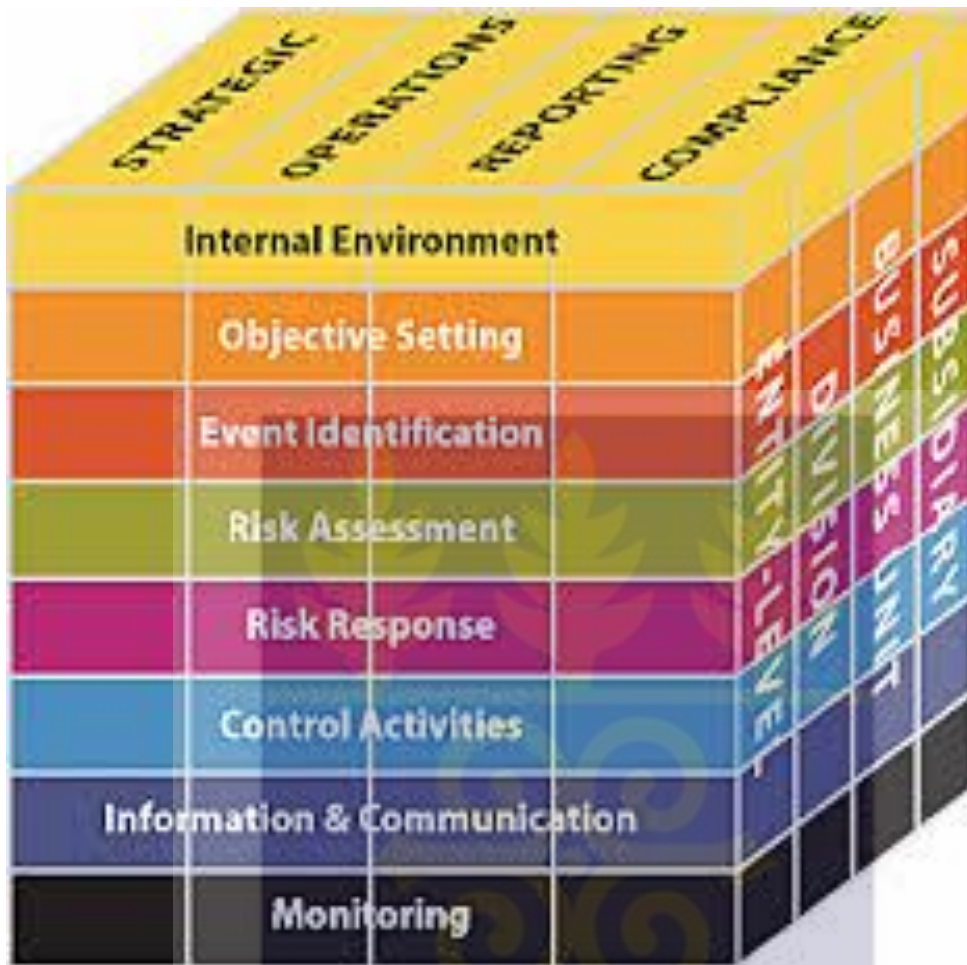 STRATEGIC
OPERATIONS
REPORTING
COMPLIANCE
Internal Environment
Objective Setting
Event Identification
Risk Assessment
Risk Response
Control Activities
Information & Communication
Monitoring
ENTITY-LEVEL
DIVISION
BUSINESS UNIT
SUBSIDIARY